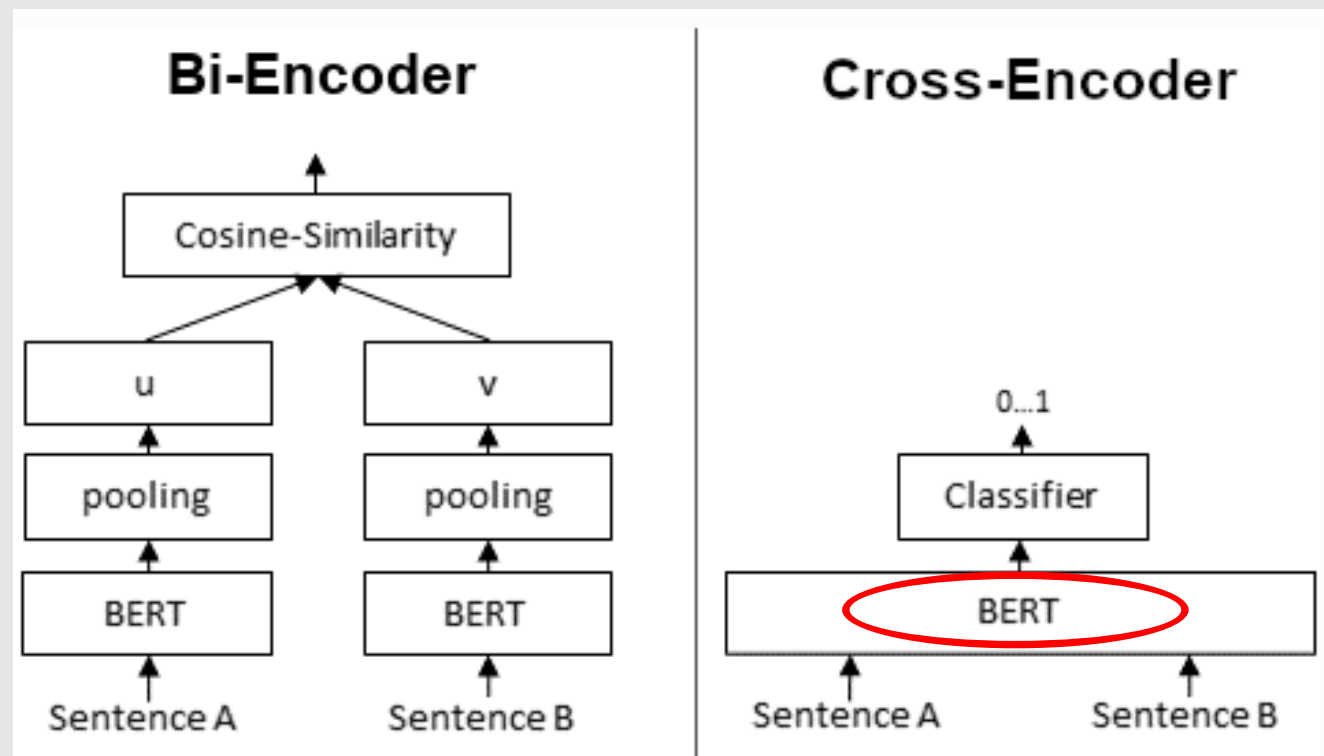 Bi-Encoder
Cosine-Similarity
u
v
pooling
pooling
BERT
BERT
Sentence A
Sentence B
Cross-Encoder
0...1
Classifier
BERT
Sentence A
Sentence B